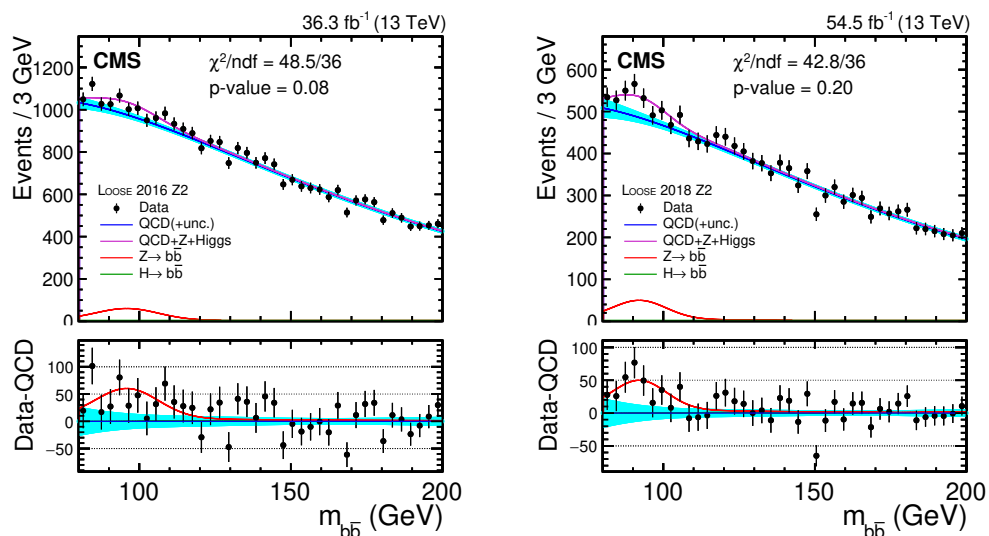 36.3 fb⁻¹ (13 TeV)
CMS
χ²/ndf = 48.5/36
p-value = 0.08
Events / 3 GeV
1200
1000
800
600
400
200
0
LOOSE 2016 Z2
Data
QCD(+unc.)
QCD+Z+Higgs
Z→ bb̅
H→ bb̅
Data-QCD
100
50
0
−50
100
150
200
m_bb̅ (GeV)
54.5 fb⁻¹ (13 TeV)
CMS
χ²/ndf = 42.8/36
p-value = 0.20
Events / 3 GeV
600
500
400
300
200
100
0
LOOSE 2018 Z2
Data
QCD(+unc.)
QCD+Z+Higgs
Z→ bb̅
H→ bb̅
Data-QCD
100
50
0
−50
100
150
200
m_bb̅ (GeV)